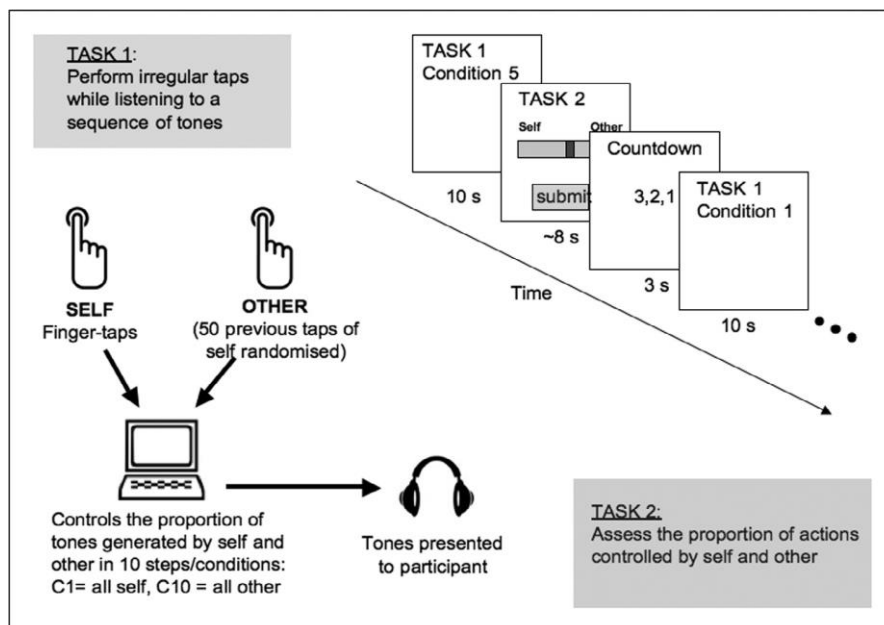 TASK 1:
Perform irregular taps
while listening to a
sequence of tones
TASK 1
Condition 5
10 s
TASK 2
Self Other
submit
~8 s
Countdown
3,2,1
3 s
TASK 1
Condition 1
10 s
Time
SELF
Finger-taps
OTHER
(50 previous taps of
self randomised)
Controls the proportion of
tones generated by self and
other in 10 steps/conditions:
C1= all self, C10 = all other
Tones presented
to participant
TASK 2:
Assess the proportion of actions
controlled by self and other